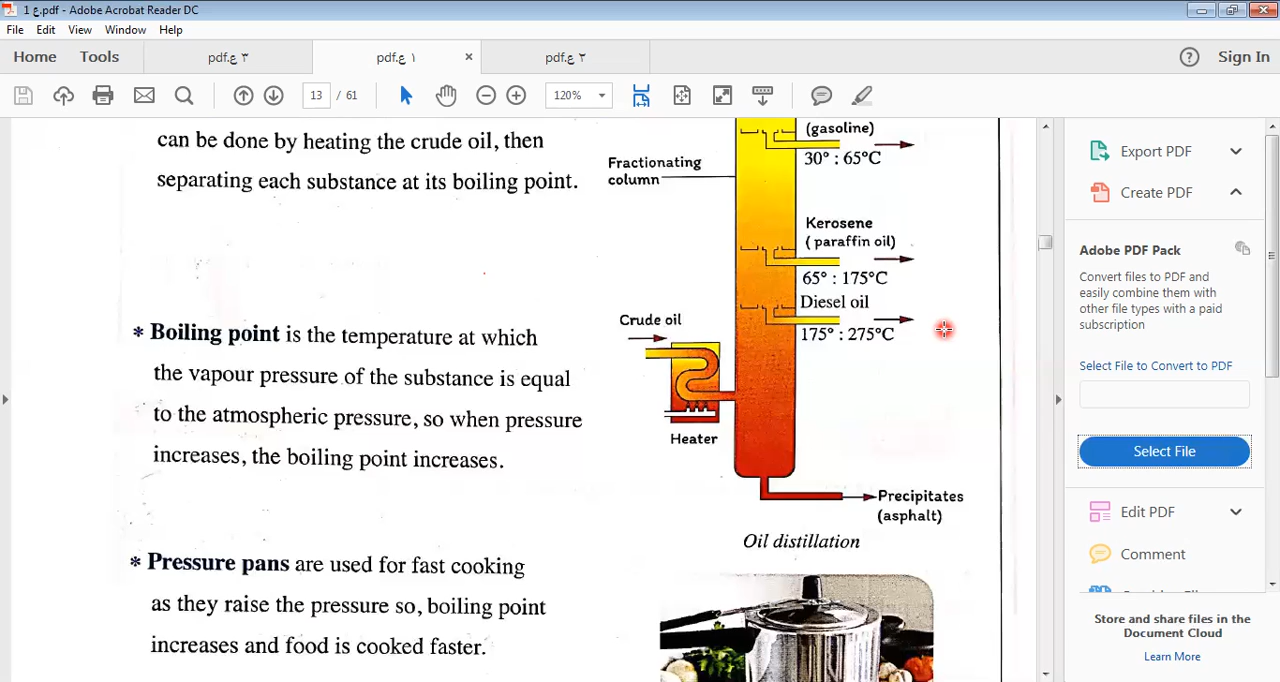 1 ع.pdf - Adobe Acrobat Reader DC
File Edit View Window Help
Home Tools ٣ ع.pdf ١ ع.pdf × ٢ ع.pdf ? Sign In
13 / 61 120%
can be done by heating the crude oil, then
separating each substance at its boiling point.
* Boiling point is the temperature at which
the vapour pressure of the substance is equal
to the atmospheric pressure, so when pressure
increases, the boiling point increases.
* Pressure pans are used for fast cooking
as they raise the pressure so, boiling point
increases and food is cooked faster.
(gasoline)
30° : 65°C
Fractionating
column
Kerosene
( paraffin oil)
65° : 175°C
Diesel oil
175° : 275°C
Crude oil
Heater
Precipitates
(asphalt)
Oil distillation
Export PDF
Create PDF
Adobe PDF Pack
Convert files to PDF and
easily combine them with
other file types with a paid
subscription
Select File to Convert to PDF
Select File
Edit PDF
Comment
Store and share files in the
Document Cloud
Learn More